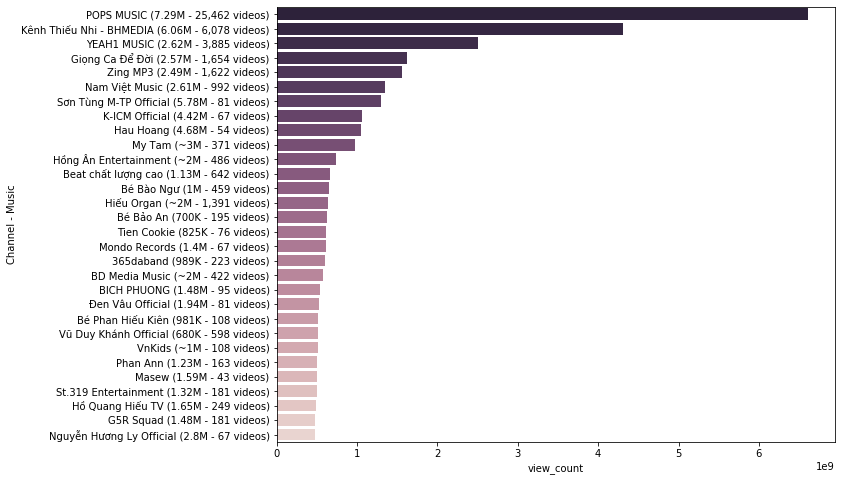 POPS MUSIC (7.29M - 25,462 videos)
Kênh Thiếu Nhi - BHMEDIA (6.06M - 6,078 videos)
YEAH1 MUSIC (2.62M - 3,885 videos)
Giọng Ca Để Đời (2.57M - 1,654 videos)
Zing MP3 (2.49M - 1,622 videos)
Nam Việt Music (2.61M - 992 videos)
Sơn Tùng M-TP Official (5.78M - 81 videos)
K-ICM Official (4.42M - 67 videos)
Hau Hoang (4.68M - 54 videos)
My Tam (~3M - 371 videos)
Hồng Ân Entertainment (~2M - 486 videos)
Beat chất lượng cao (1.13M - 642 videos)
Bé Bào Ngư (1M - 459 videos)
Hiếu Organ (~2M - 1,391 videos)
Bé Bảo An (700K - 195 videos)
Tien Cookie (825K - 76 videos)
Mondo Records (1.4M - 67 videos)
365daband (989K - 223 videos)
BD Media Music (~2M - 422 videos)
BICH PHUONG (1.48M - 95 videos)
Đen Vâu Official (1.94M - 81 videos)
Bé Phan Hiếu Kiên (981K - 108 videos)
Vũ Duy Khánh Official (680K - 598 videos)
VnKids (~1M - 108 videos)
Phan Ann (1.23M - 163 videos)
Masew (1.59M - 43 videos)
St.319 Entertainment (1.32M - 181 videos)
Hồ Quang Hiếu TV (1.65M - 249 videos)
G5R Squad (1.48M - 181 videos)
Nguyễn Hương Ly Official (2.8M - 67 videos)
Channel - Music
0 1 2 3 4 5 6
1e9
view_count